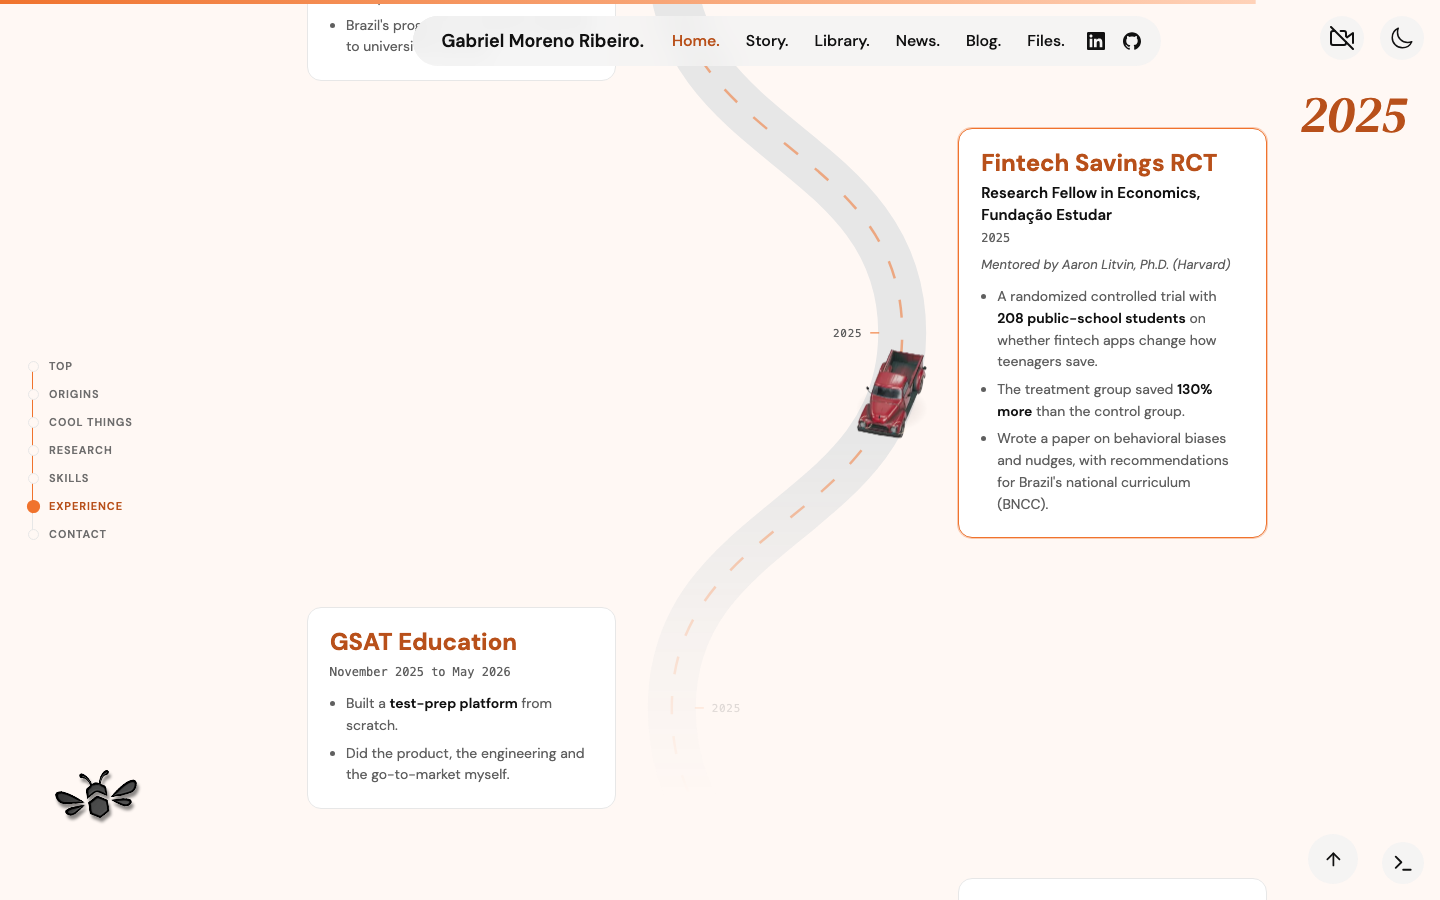 Brazil's
to universi
Gabriel Moreno Ribeiro.
Home.
Story.
Library.
News.
Blog.
Files.
2025
Fintech Savings RCT
Research Fellow in Economics,
Fundação Estudar
2025
Mentored by Aaron Litvin, Ph.D. (Harvard)
A randomized controlled trial with
208 public-school students on
whether fintech apps change how
teenagers save.
The treatment group saved 130%
more than the control group.
Wrote a paper on behavioral biases
and nudges, with recommendations
for Brazil's national curriculum
(BNCC).
2025
TOP
ORIGINS
COOL THINGS
RESEARCH
SKILLS
EXPERIENCE
CONTACT
GSAT Education
November 2025 to May 2026
Built a test-prep platform from
scratch.
Did the product, the engineering and
the go-to-market myself.
2025